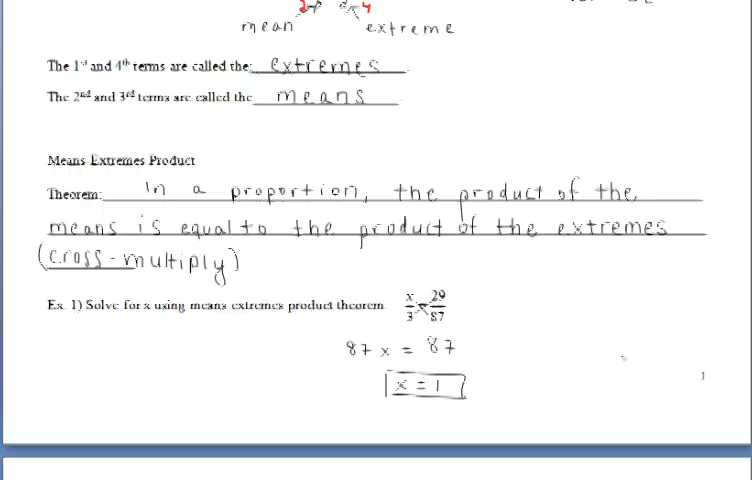 mean extreme
The 1st and 4th terms are called the: extremes
The 2nd and 3rd terms are called the means
Means Extremes Product
Theorem: In a proportion, the product of the
means is equal to the product of the extremes
(cross-multiply)
Ex. 1) Solve for x using means extremes product theorem. x/3 = 29/87
87x = 87
x = 1
1